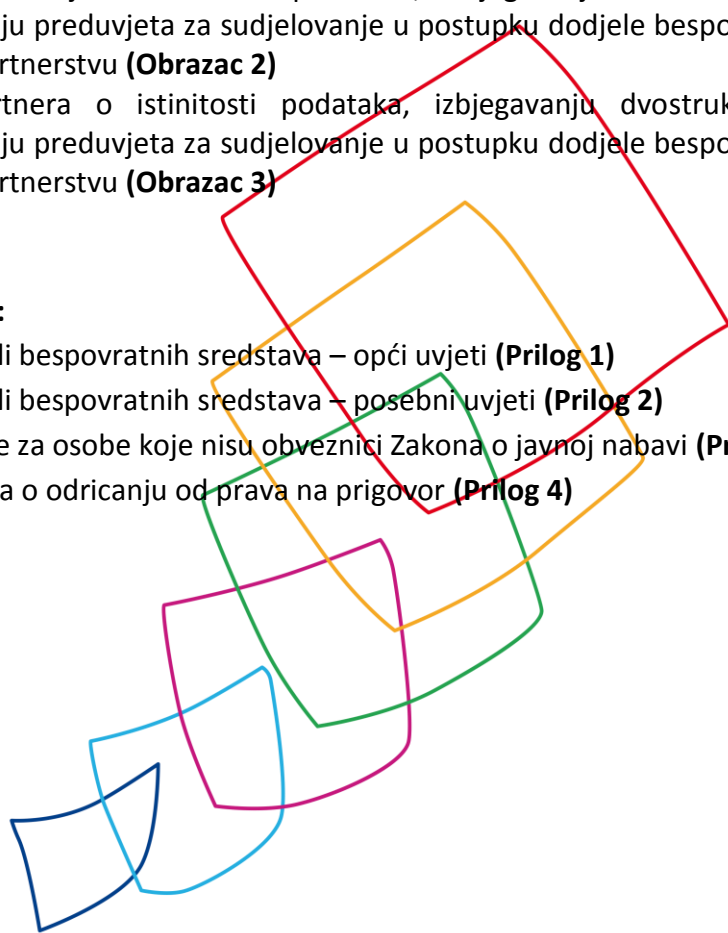 ju preduvjeta za sudjelovanje u postupku dodjele bespo
rtnerstvu (Obrazac 2)
rtnera o istinitosti podataka, izbjegavanju dvostruk
ju preduvjeta za sudjelovanje u postupku dodjele bespo
rtnerstvu (Obrazac 3)
:
li bespovratnih sredstava – opći uvjeti (Prilog 1)
li bespovratnih sredstava – posebni uvjeti (Prilog 2)
e za osobe koje nisu obveznici Zakona o javnoj nabavi (Pr
a o odricanju od prava na prigovor (Prilog 4)